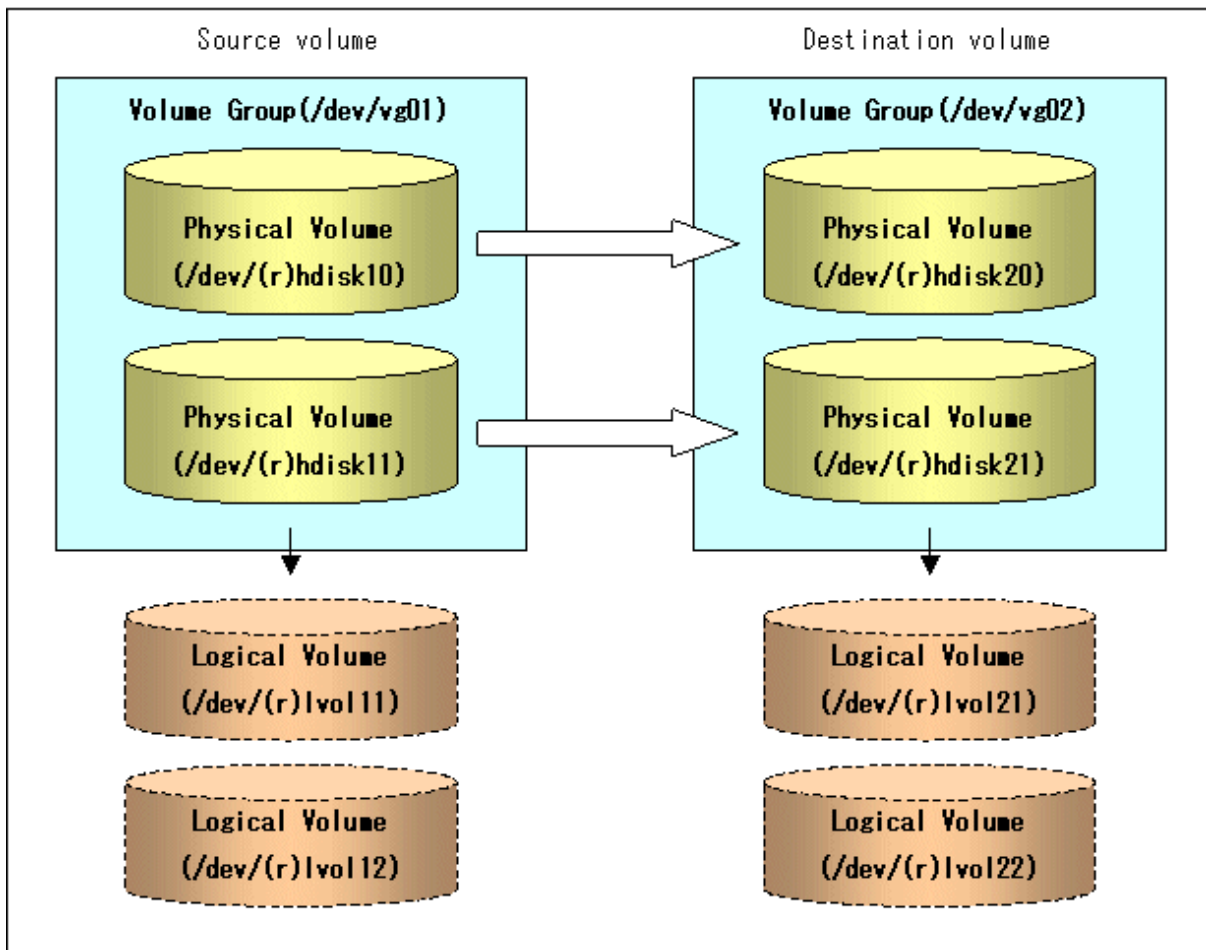 Source volume
Destination volume
Volume Group(/dev/vg01)
Physical Volume
(/dev/(r)hdisk10)
Physical Volume
(/dev/(r)hdisk11)
Logical Volume
(/dev/(r)lvol11)
Logical Volume
(/dev/(r)lvol12)
Volume Group(/dev/vg02)
Physical Volume
(/dev/(r)hdisk20)
Physical Volume
(/dev/(r)hdisk21)
Logical Volume
(/dev/(r)lvol21)
Logical Volume
(/dev/(r)lvol22)